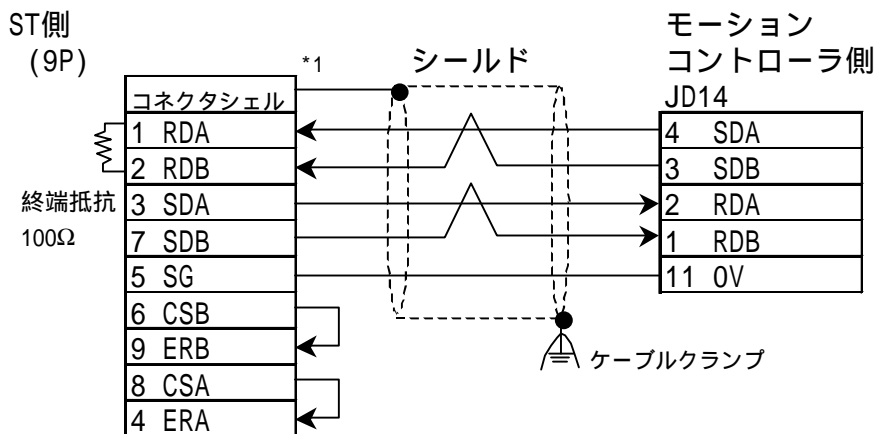 ST側
(9P)
*1
シールド
モーション
コントローラ側
コネクタシェル
JD14
1 RDA
4 SDA
2 RDB
3 SDB
終端抵抗
100Ω
3 SDA
2 RDA
7 SDB
1 RDB
5 SG
11 0V
6 CSB
9 ERB
ケーブルクランプ
8 CSA
4 ERA